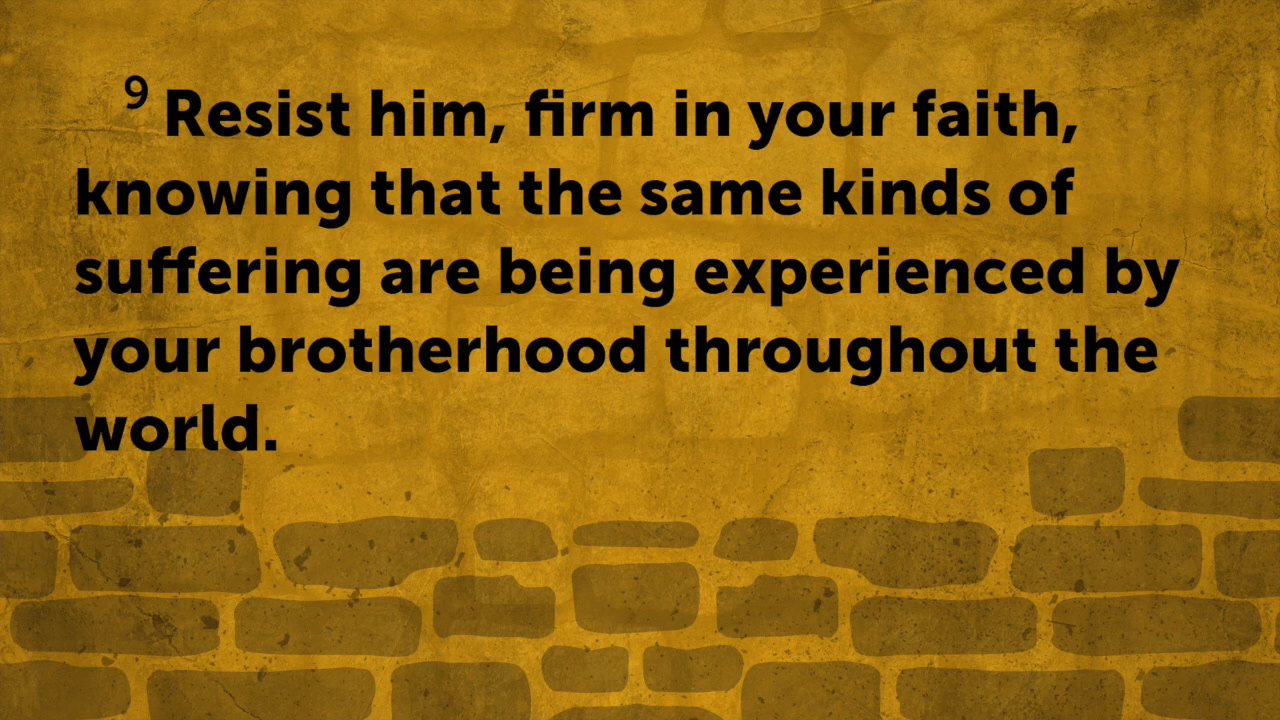 9 Resist him, firm in your faith,
knowing that the same kinds of
suffering are being experienced by
your brotherhood throughout the
world.